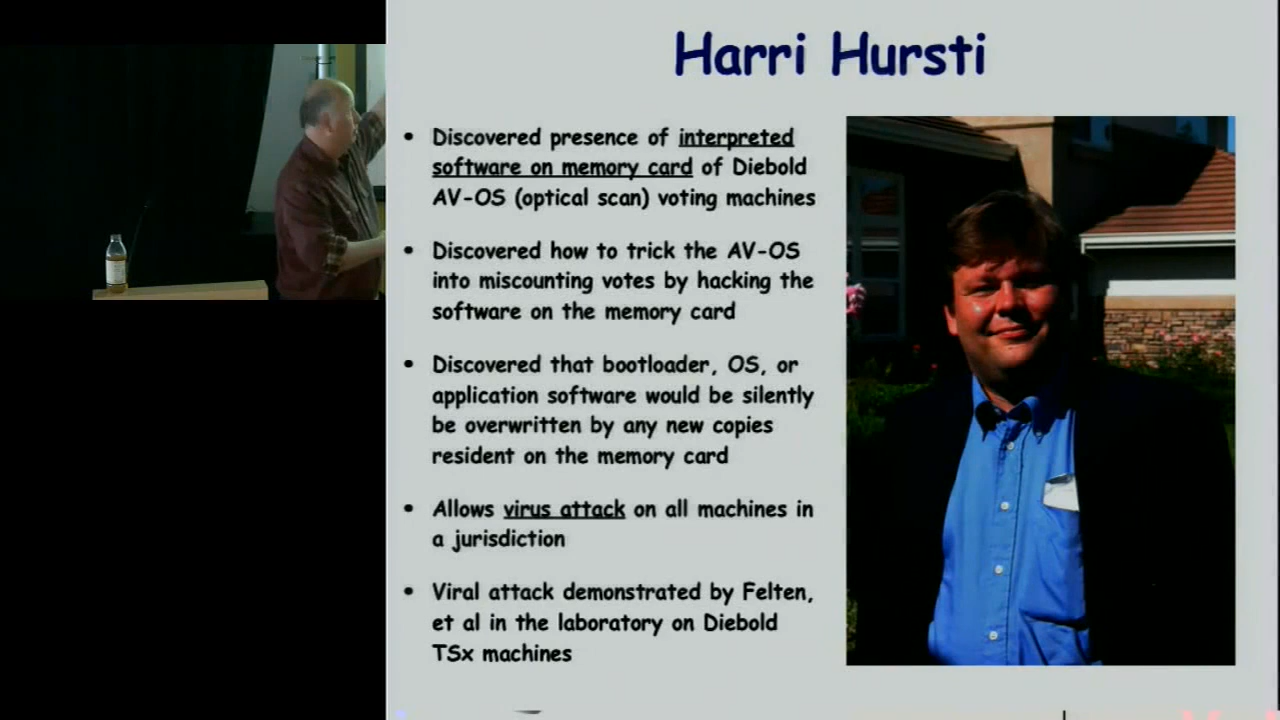 Harri Hursti
• Discovered presence of interpreted
software on memory card of Diebold
AV-OS (optical scan) voting machines
• Discovered how to trick the AV-OS
into miscounting votes by hacking the
software on the memory card
• Discovered that bootloader, OS, or
application software would be silently
be overwritten by any new copies
resident on the memory card
• Allows virus attack on all machines in
a jurisdiction
• Viral attack demonstrated by Felten,
et al in the laboratory on Diebold
TSx machines